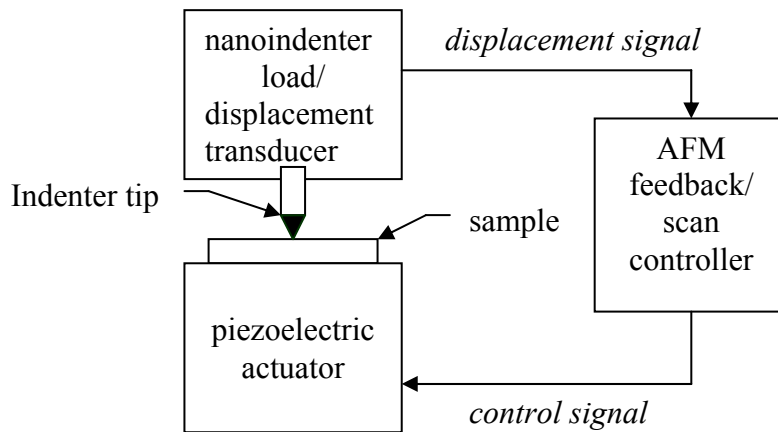 nanoindenter
load/
displacement
transducer
displacement signal
AFM
feedback/
scan
controller
Indenter tip
sample
piezoelectric
actuator
control signal